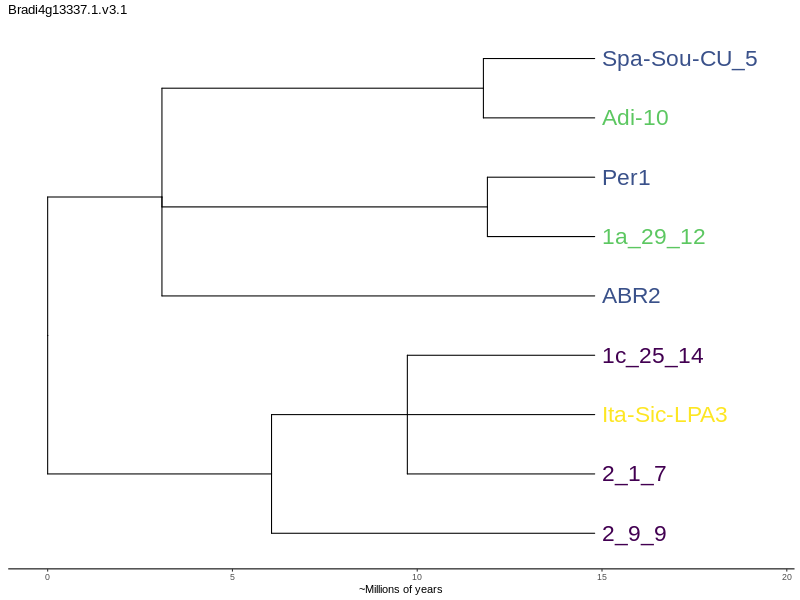 Bradi4g13337.1.v3.1
Spa-Sou-CU_5
Adi-10
Per1
1a_29_12
ABR2
1c_25_14
Ita-Sic-LPA3
2_1_7
2_9_9
0 5 10 15 20
~Millions of years